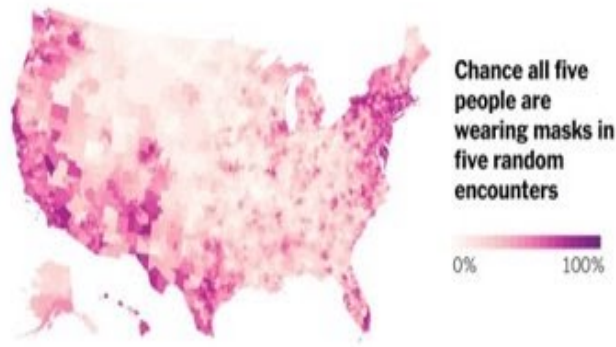 Chance all five
people are
wearing masks in
five random
encounters
0% 100%